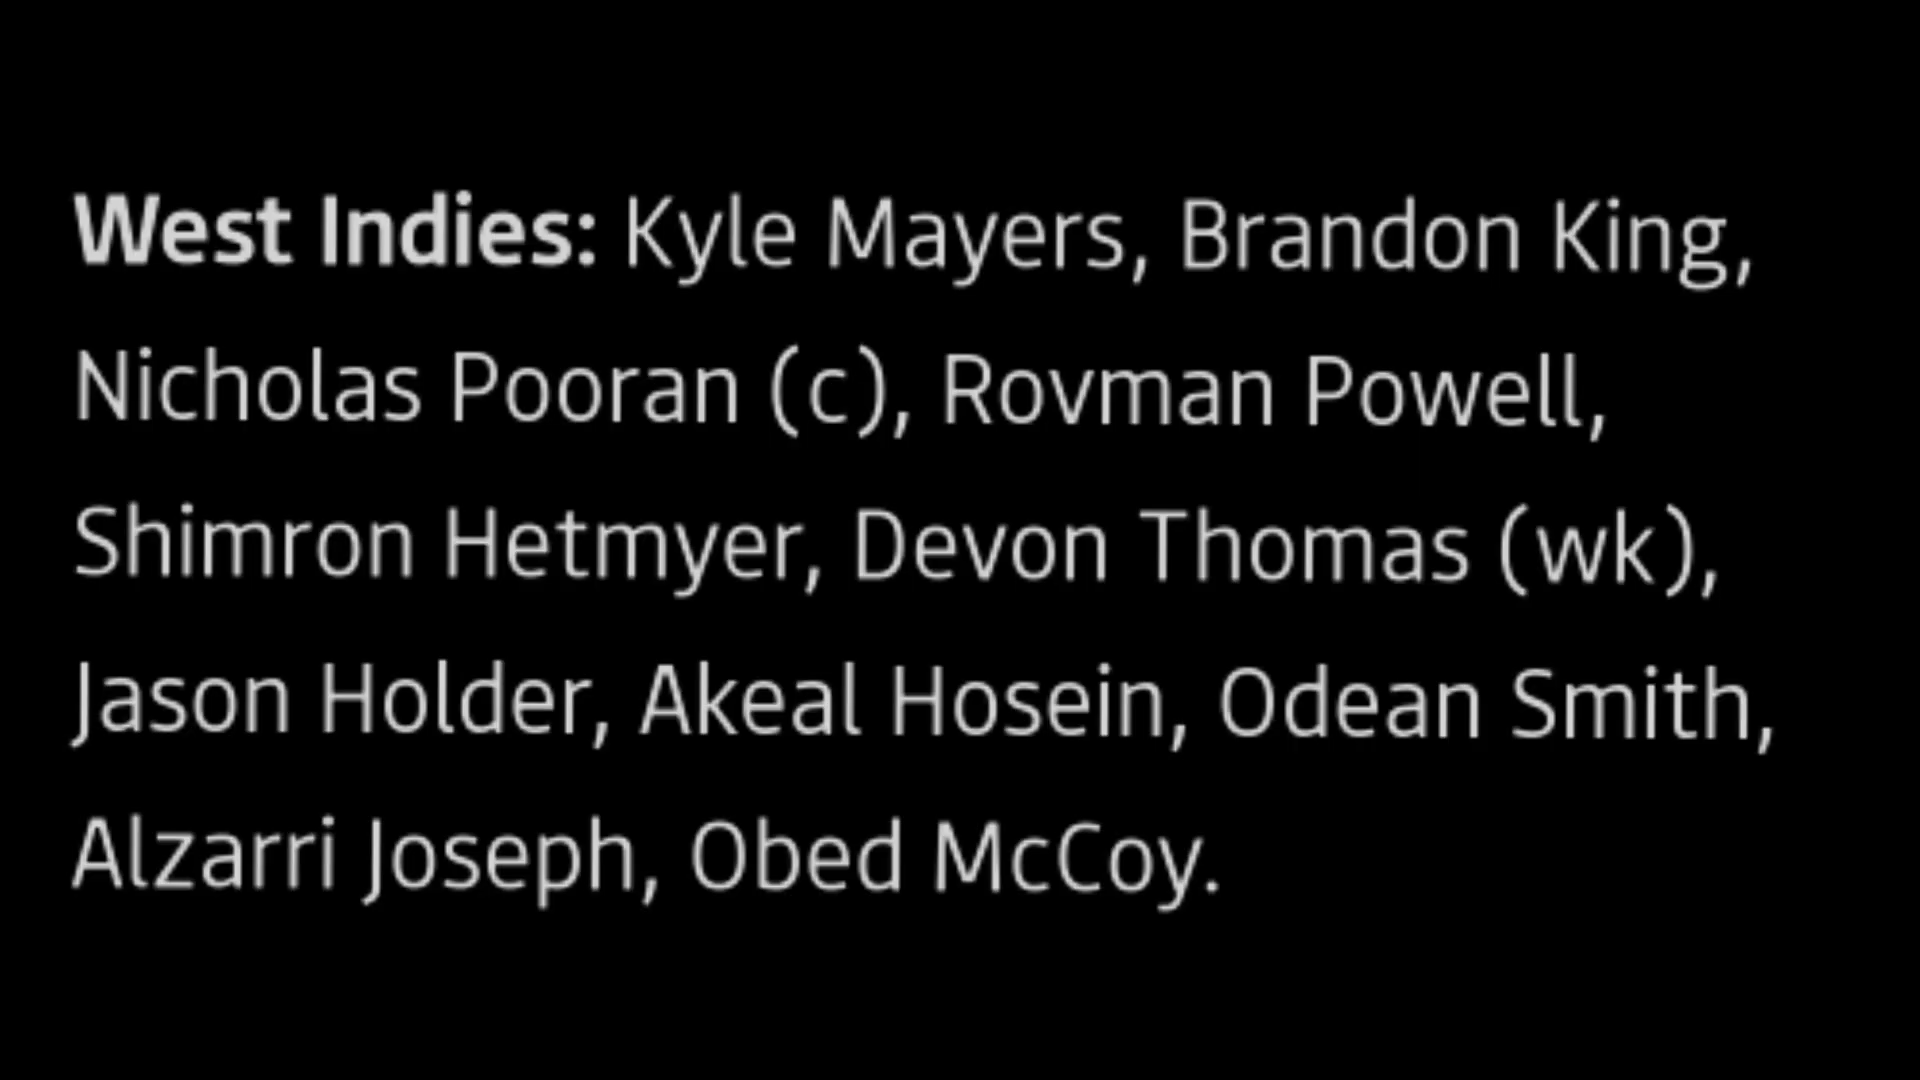 West Indies: Kyle Mayers, Brandon King,
Nicholas Pooran (c), Rovman Powell,
Shimron Hetmyer, Devon Thomas (wk),
Jason Holder, Akeal Hosein, Odean Smith,
Alzarri Joseph, Obed McCoy.